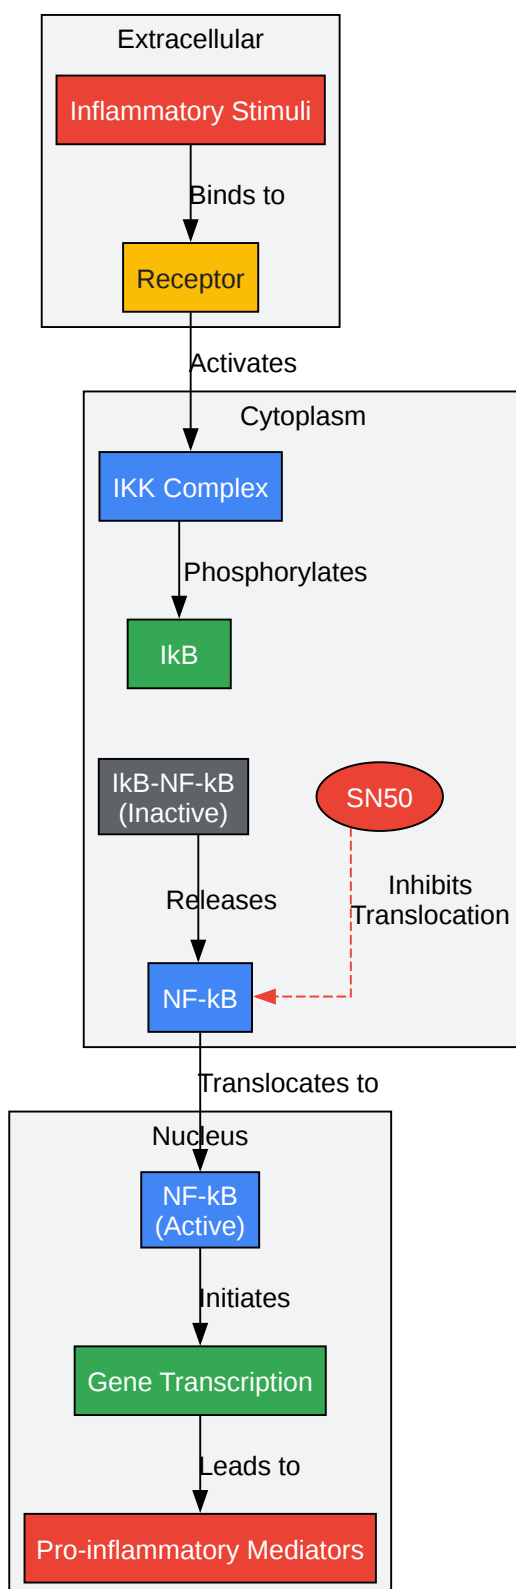 Extracellular
Inflammatory Stimuli
Binds to
Receptor
Activates
Cytoplasm
IKK Complex
Phosphorylates
IkB
IkB-NF-kB
(Inactive)
SN50
Releases
Inhibits
Translocation
NF-kB
Translocates to
Nucleus
NF-kB
(Active)
Initiates
Gene Transcription
Leads to
Pro-inflammatory Mediators